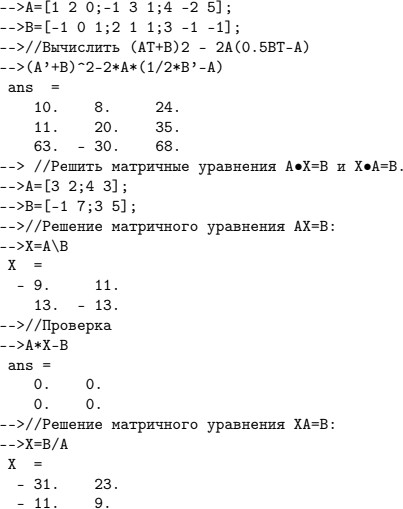 -->A=[1 2 0;-1 3 1;4 -2 5];
-->B=[-1 0 1;2 1 1;3 -1 -1];
-->//Вычислить (AT+B)2 - 2A(0.5BT-A)
-->(A'+B)^2-2*A*(1/2*B'-A)
ans =
10. 8. 24.
11. 20. 35.
63. - 30. 68.
--> //Решить матричные уравнения A●X=B и X●A=B.
-->A=[3 2;4 3];
-->B=[-1 7;3 5];
-->//Решение матричного уравнения AX=B:
-->X=A\B
X =
- 9. 11.
13. - 13.
-->//Проверка
-->A*X-B
ans =
0. 0.
0. 0.
-->//Решение матричного уравнения XA=B:
-->X=B/A
X =
- 31. 23.
- 11. 9.